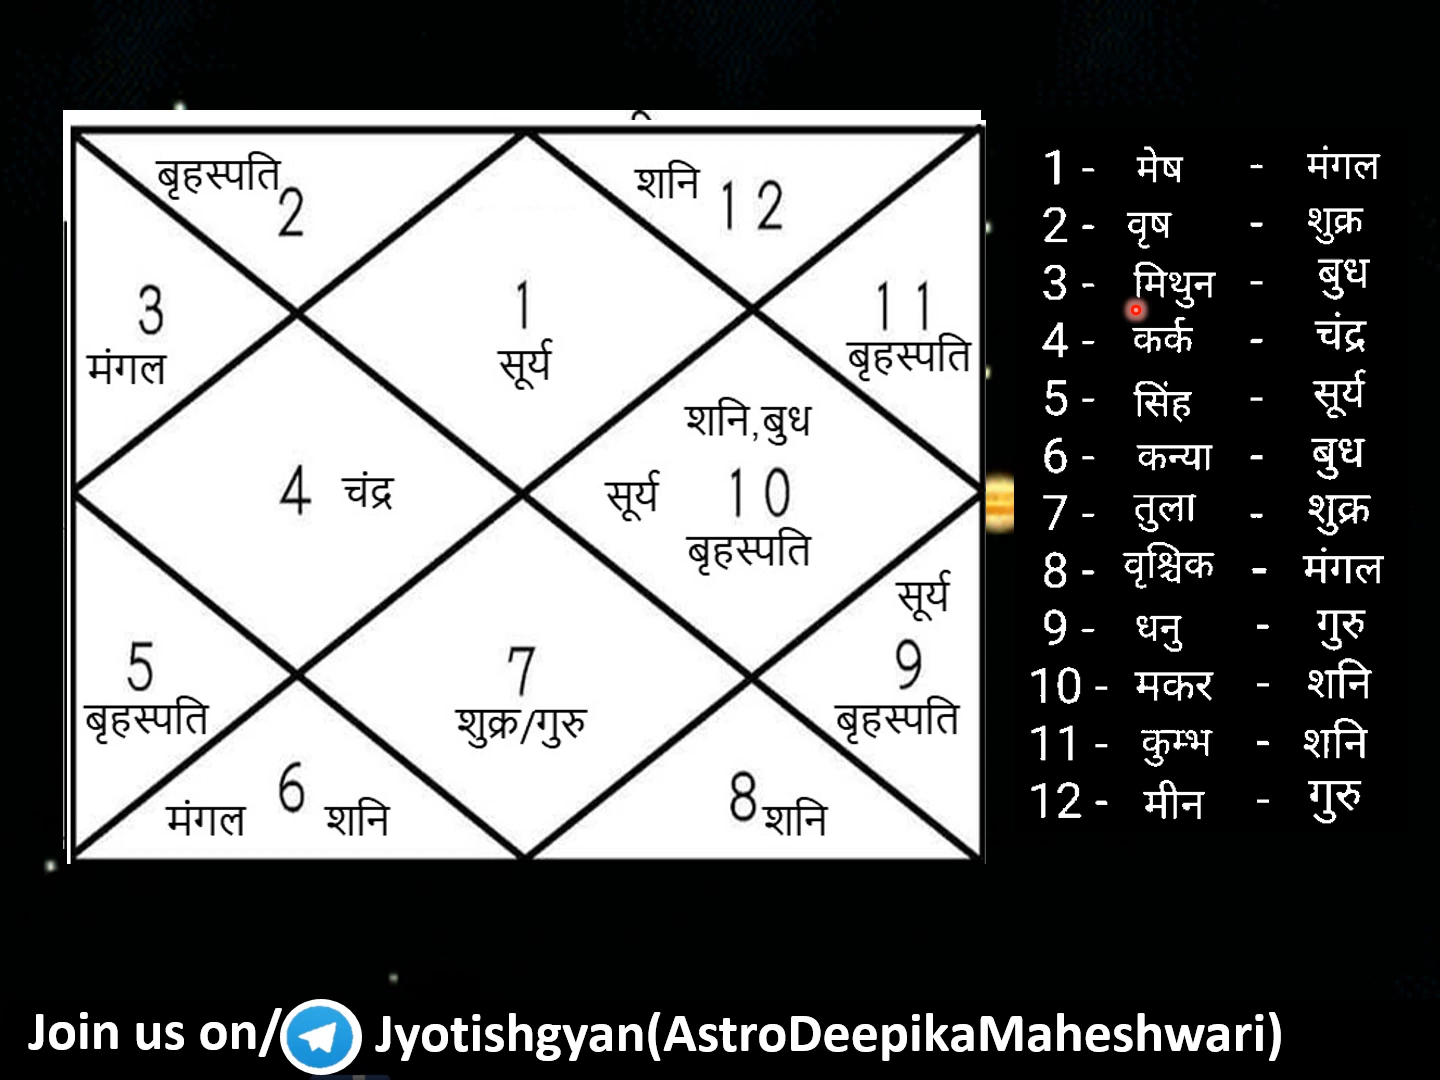 बृहस्पति
2
शनि 12
3
मंगल
1
सूर्य
11
बृहस्पति
4 चंद्र
शनि,बुध
सूर्य 10
बृहस्पति
5
बृहस्पति
7
शुक्र/गुरु
सूर्य
9
बृहस्पति
मंगल 6 शनि
8 शनि
1 - मेष - मंगल
2 - वृष - शुक्र
3 - मिथुन - बुध
4 - कर्क - चंद्र
5 - सिंह - सूर्य
6 - कन्या - बुध
7 - तुला - शुक्र
8 - वृश्चिक - मंगल
9 - धनु - गुरु
10 - मकर - शनि
11 - कुम्भ - शनि
12 - मीन - गुरु
Join us on/ Jyotishgyan(AstroDeepikaMaheshwari)